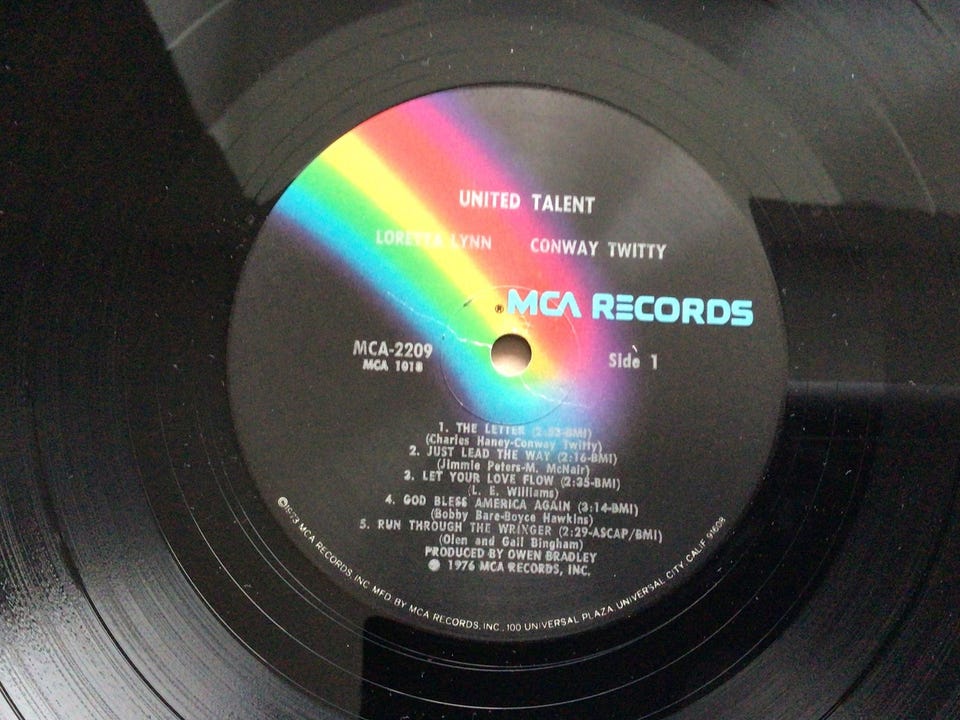 UNITED TALENT
LORETTA LYNN CONWAY TWITTY
® MCA RECORDS
MCA-2209
MCA 1018
Side 1
1. THE LETTER (2:53-BMI)
(Charles Haney-Conway Twitty)
2. JUST LEAD THE WAY (2:16-BMI)
(Jimmie Peters-M. McNair)
3. LET YOUR LOVE FLOW (2:35-BMI)
(L. E. Williams)
4. GOD BLESS AMERICA AGAIN (3:14-BMI)
(Bobby Bare-Boyce Hawkins)
5. RUN THROUGH THE WRINGER (2:29-ASCAP/BMI)
(Olen and Gail Bingham)
PRODUCED BY OWEN BRADLEY
℗ 1976 MCA RECORDS, INC.
©1973 MCA RECORDS, INC MFD BY MCA RECORDS, INC., 100 UNIVERSAL PLAZA UNIVERSAL CITY CALIF 91608